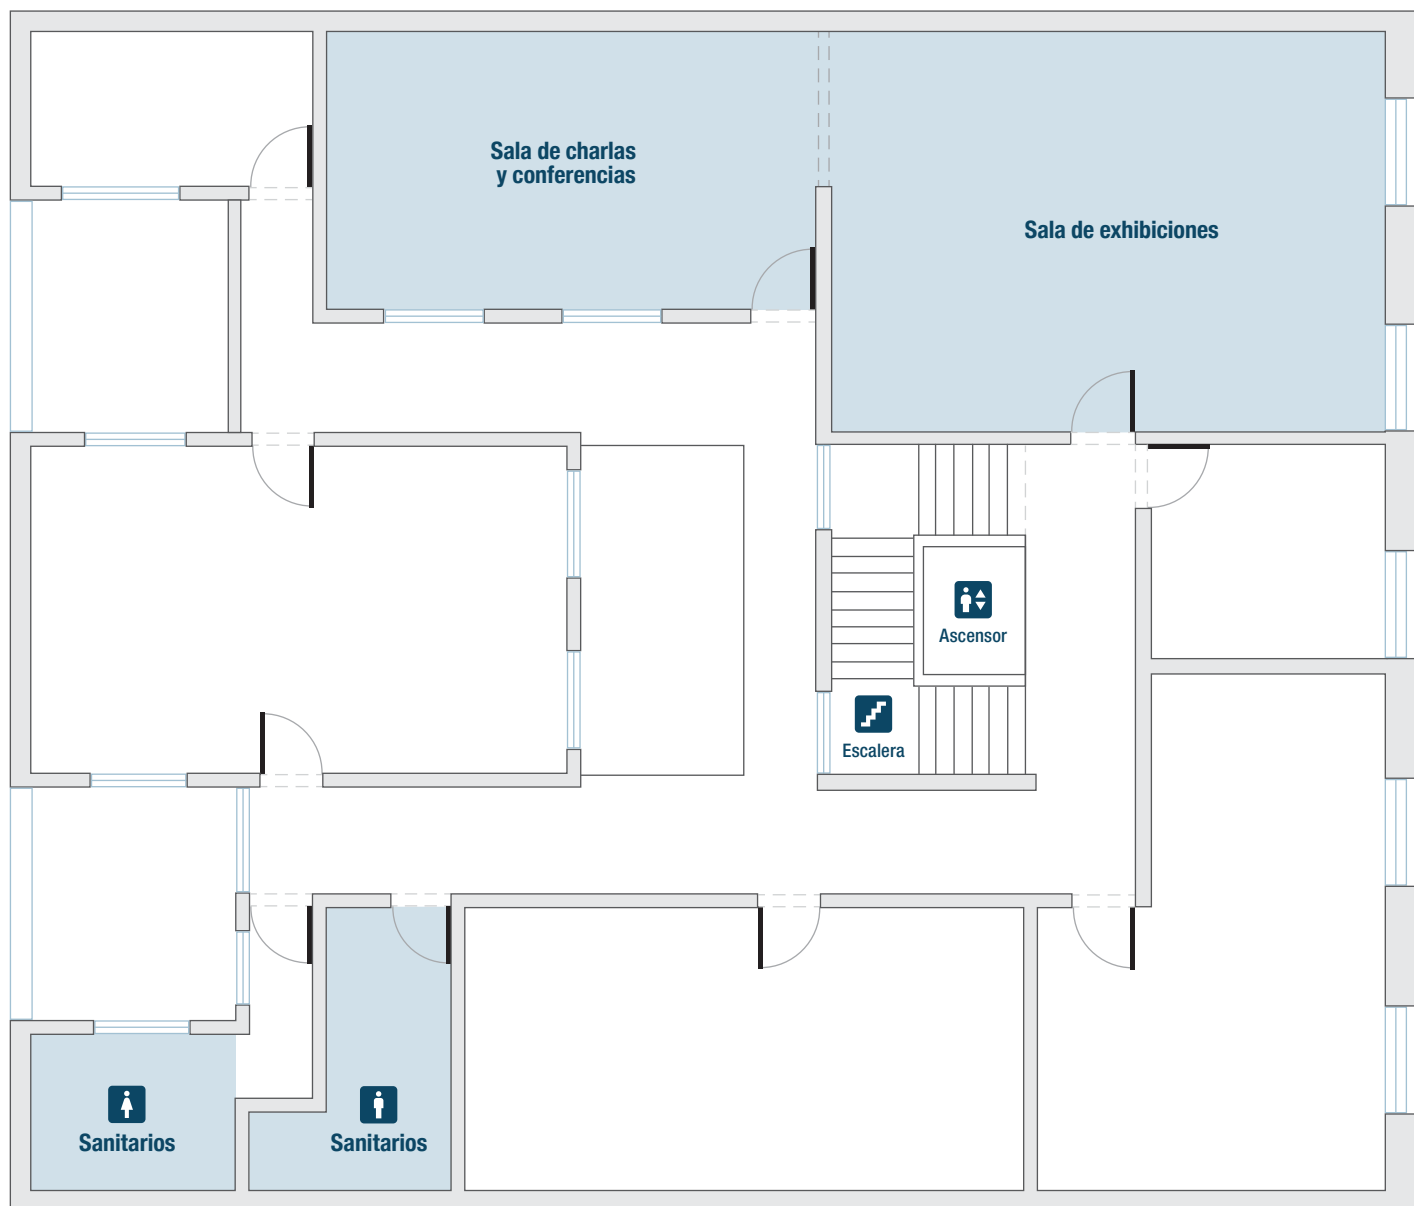 Sala de charlas
y conferencias
Sala de exhibiciones
Ascensor
Escalera
Sanitarios
Sanitarios